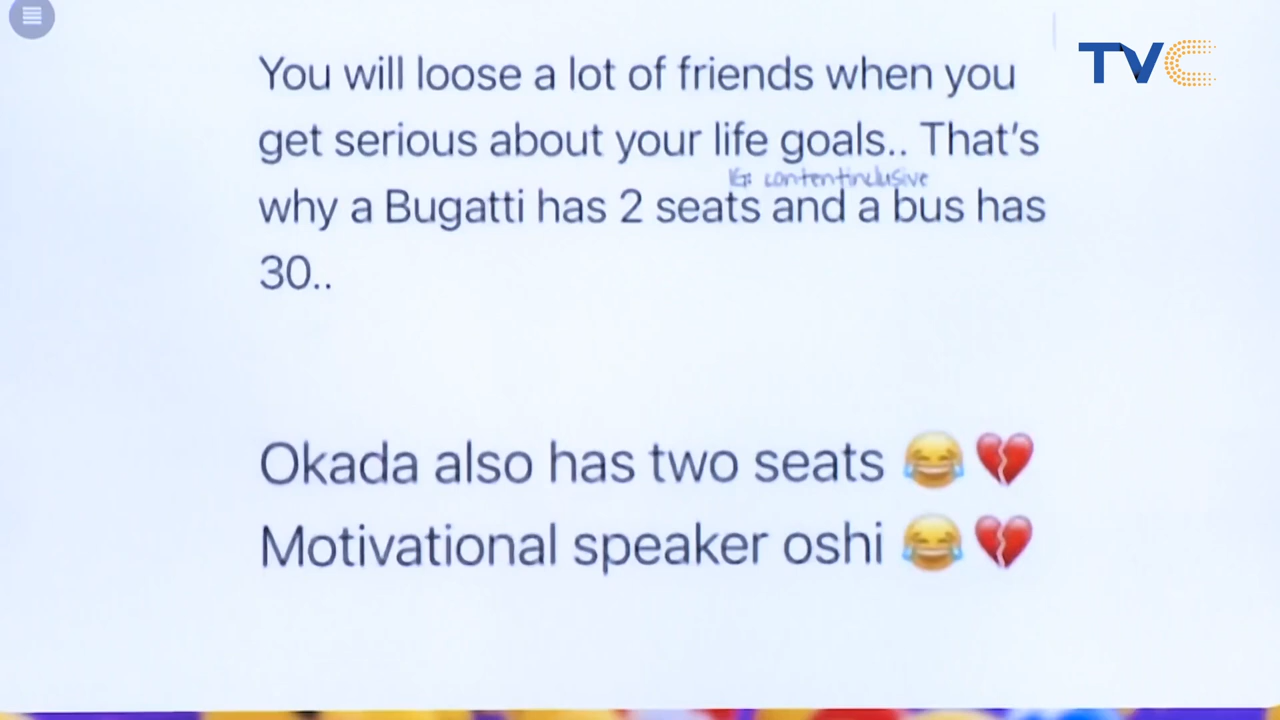 You will loose a lot of friends when you
TVC
get serious about your life goals.. That's
IG: contentinclusive
why a Bugatti has 2 seats and a bus has
30..
Okada also has two seats 😂💔
Motivational speaker oshi 😂💔